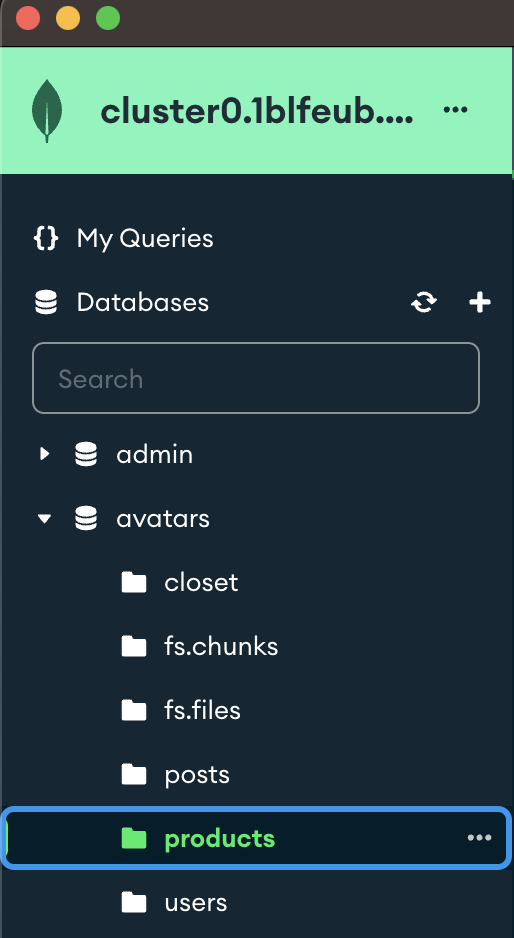 cluster0.1blfeub....
My Queries
Databases
Search
admin
avatars
closet
fs.chunks
fs.files
posts
products
users